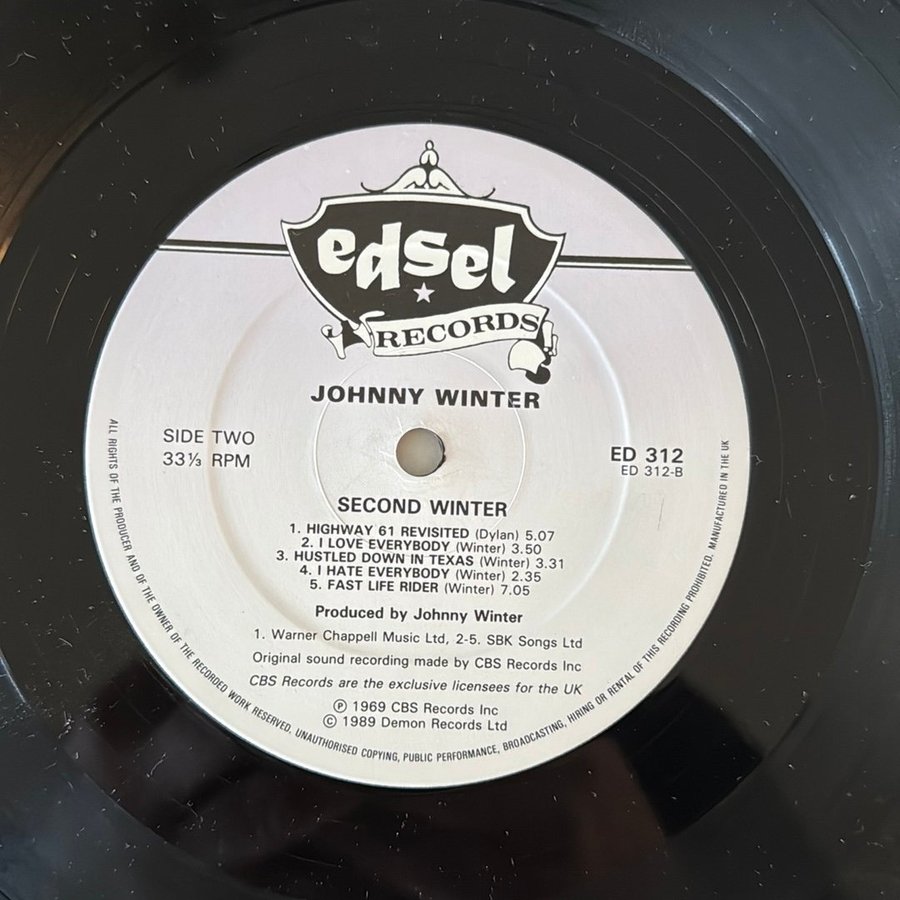 edsel
RECORDS
JOHNNY WINTER
SIDE TWO
33⅓ RPM
ED 312
ED 312-B
SECOND WINTER
1. HIGHWAY 61 REVISITED (Dylan) 5.07
2. I LOVE EVERYBODY (Winter) 3.50
3. HUSTLED DOWN IN TEXAS (Winter) 3.31
4. I HATE EVERYBODY (Winter) 2.35
5. FAST LIFE RIDER (Winter) 7.05
Produced by Johnny Winter
1. Warner Chappell Music Ltd, 2-5. SBK Songs Ltd
Original sound recording made by CBS Records Inc
CBS Records are the exclusive licensees for the UK
℗ 1969 CBS Records Inc
© 1989 Demon Records Ltd
ALL RIGHTS OF THE PRODUCER AND OF THE OWNER OF THE RECORDED WORK RESERVED, UNAUTHORISED COPYING, PUBLIC PERFORMANCE, BROADCASTING, HIRING OR RENTAL OF THIS RECORDING PROHIBITED. MANUFACTURED IN THE UK